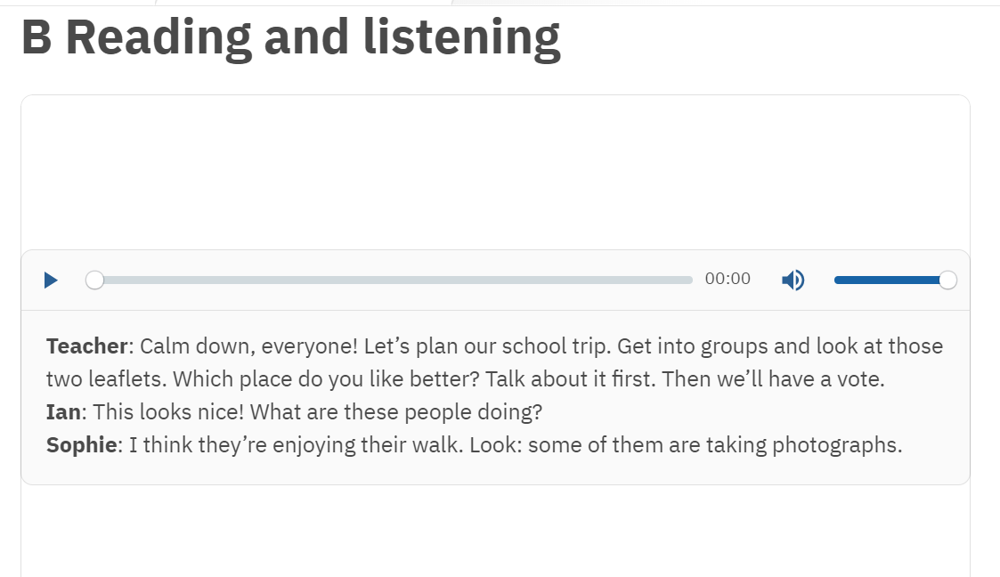 B Reading and listening
00:00
Teacher: Calm down, everyone! Let’s plan our school trip. Get into groups and look at those
two leaflets. Which place do you like better? Talk about it first. Then we’ll have a vote.
Ian: This looks nice! What are these people doing?
Sophie: I think they’re enjoying their walk. Look: some of them are taking photographs.